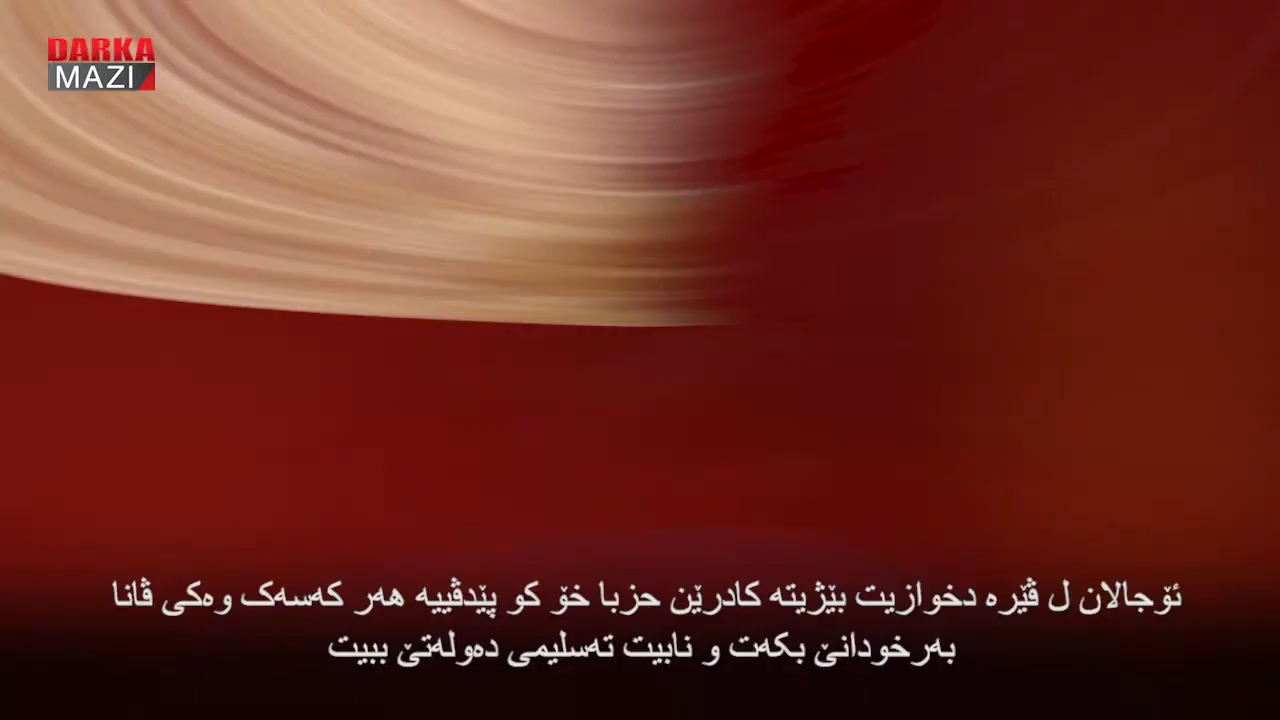 DARKA
MAZI
ئۆجالان ل ڤێرە دخوازیت بێژیتە کادرێن حزبا خۆ کو پێدڤییە هەر کەسەک وەکی ڤانا
بەرخودانێ بکەت و نابیت تەسلیمی دەولەتێ ببیت